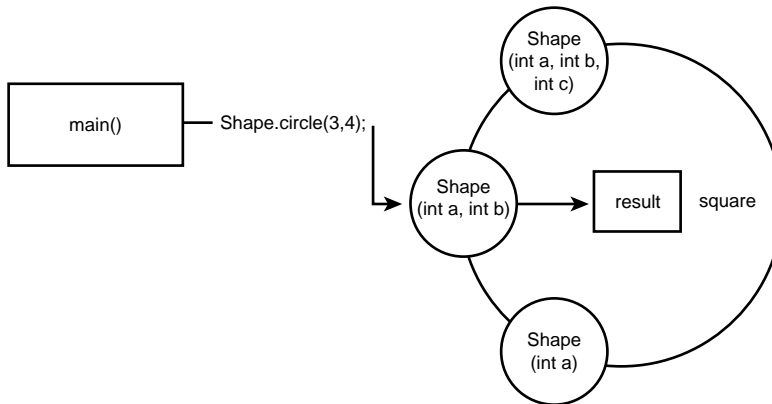 Shape
(int a, int b,
int c)
main()
Shape.circle(3,4);
Shape
(int a, int b)
result
square
Shape
(int a)